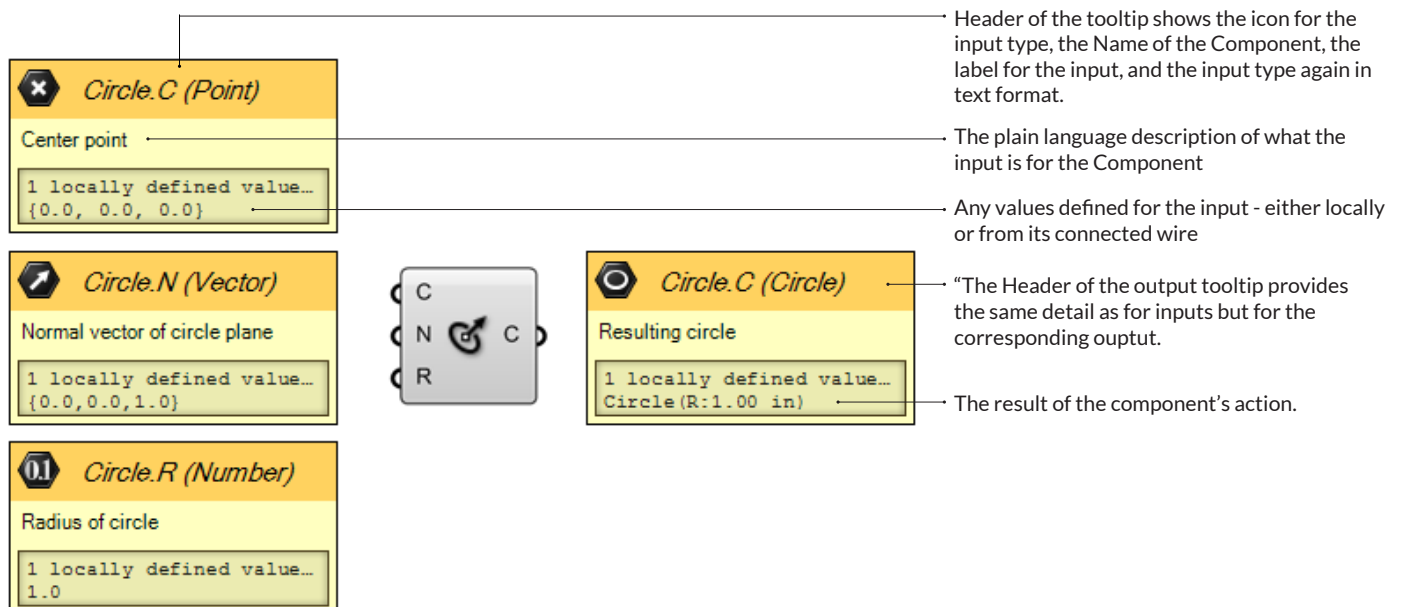 Circle.C (Point)
Center point
1 locally defined value…
{0.0, 0.0, 0.0}
Circle.N (Vector)
Normal vector of circle plane
1 locally defined value…
{0.0,0.0,1.0}
0.1
Circle.R (Number)
Radius of circle
1 locally defined value…
1.0
C
N
R
C
Circle.C (Circle)
Resulting circle
1 locally defined value…
Circle(R:1.00 in)
Header of the tooltip shows the icon for the
input type, the Name of the Component, the
label for the input, and the input type again in
text format.
The plain language description of what the
input is for the Component
Any values defined for the input - either locally
or from its connected wire
“The Header of the output tooltip provides
the same detail as for inputs but for the
corresponding ouptut.
The result of the component’s action.